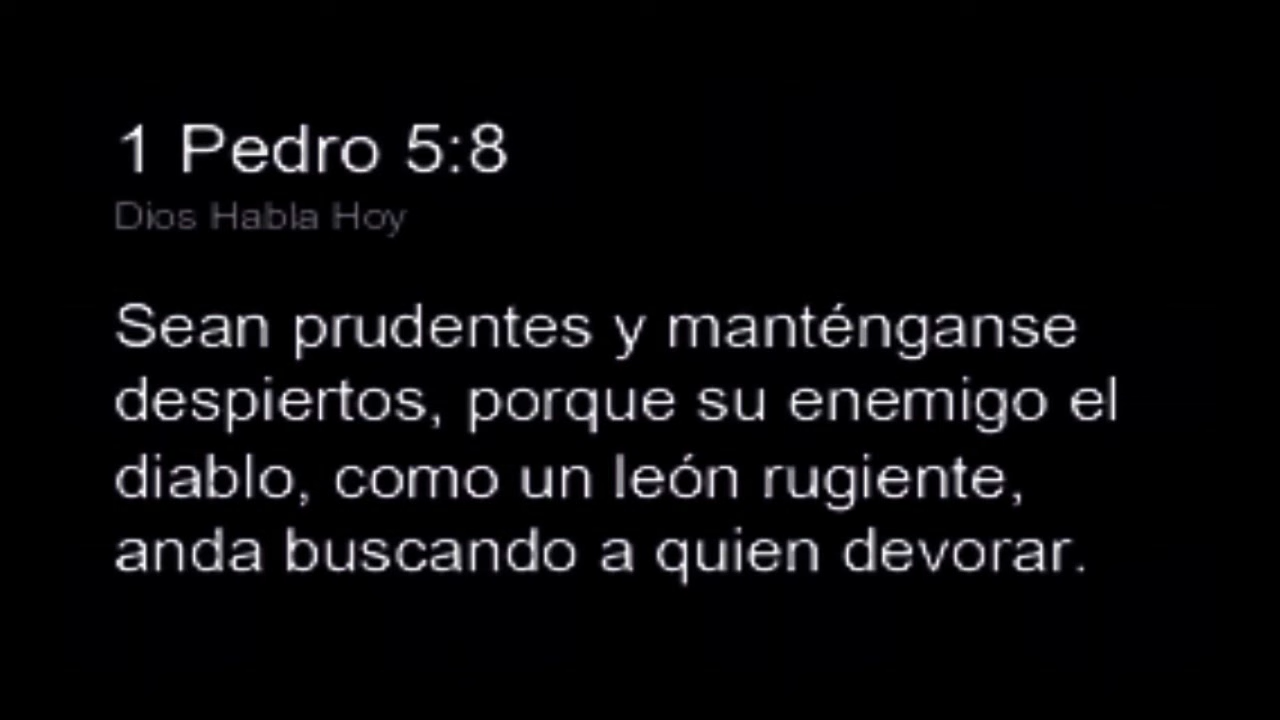 1 Pedro 5:8
Dios Habla Hoy
Sean prudentes y manténganse
despiertos, porque su enemigo el
diablo, como un león rugiente,
anda buscando a quien devorar.